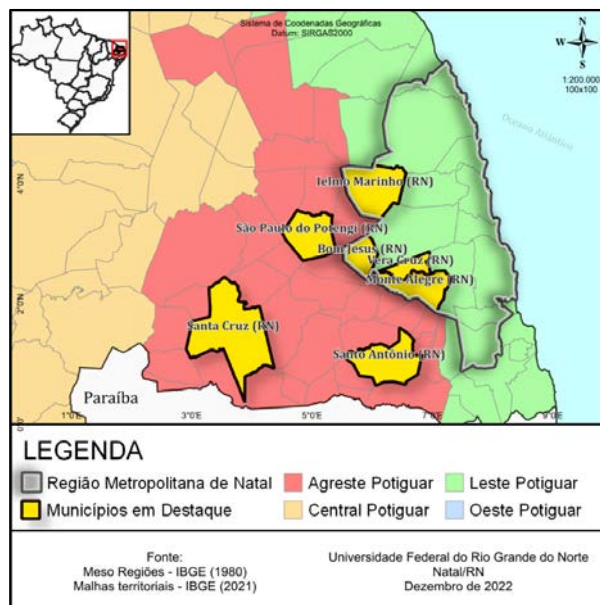 Sistema de Coodenadas Geográficas
Datum: SIRGAS2000
N
W
E
S
1:200.000
100x100
Oceano Atlântico
4°0'N
2°0'N
0°0'
Ielmo Marinho (RN)
São Paulo do Potengi (RN)
Bom Jesus (RN)
Vera Cruz (RN)
Monte Alegre (RN)
Santa Cruz (RN)
Santo Antônio (RN)
Paraíba
1°0'E
3°0'E
5°0'E
7°0'E
9°0'E
LEGENDA
Região Metropolitana de Natal
Agreste Potiguar
Leste Potiguar
Municípios em Destaque
Central Potiguar
Oeste Potiguar
Fonte:
Meso Regiões - IBGE (1980)
Malhas territoriais - IBGE (2021)
Universidade Federal do Rio Grande do Norte
Natal/RN
Dezembro de 2022